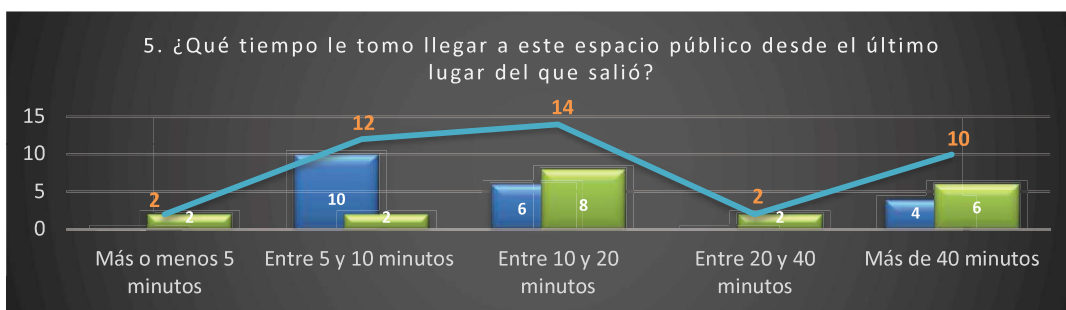 5. ¿Qué tiempo le tomo llegar a este espacio público desde el último
lugar del que salió?
15
10
5
0
2
12
14
2
10
2
10
2
6
8
2
4
6
Más o menos 5
minutos
Entre 5 y 10 minutos
Entre 10 y 20
minutos
Entre 20 y 40
minutos
Más de 40 minutos